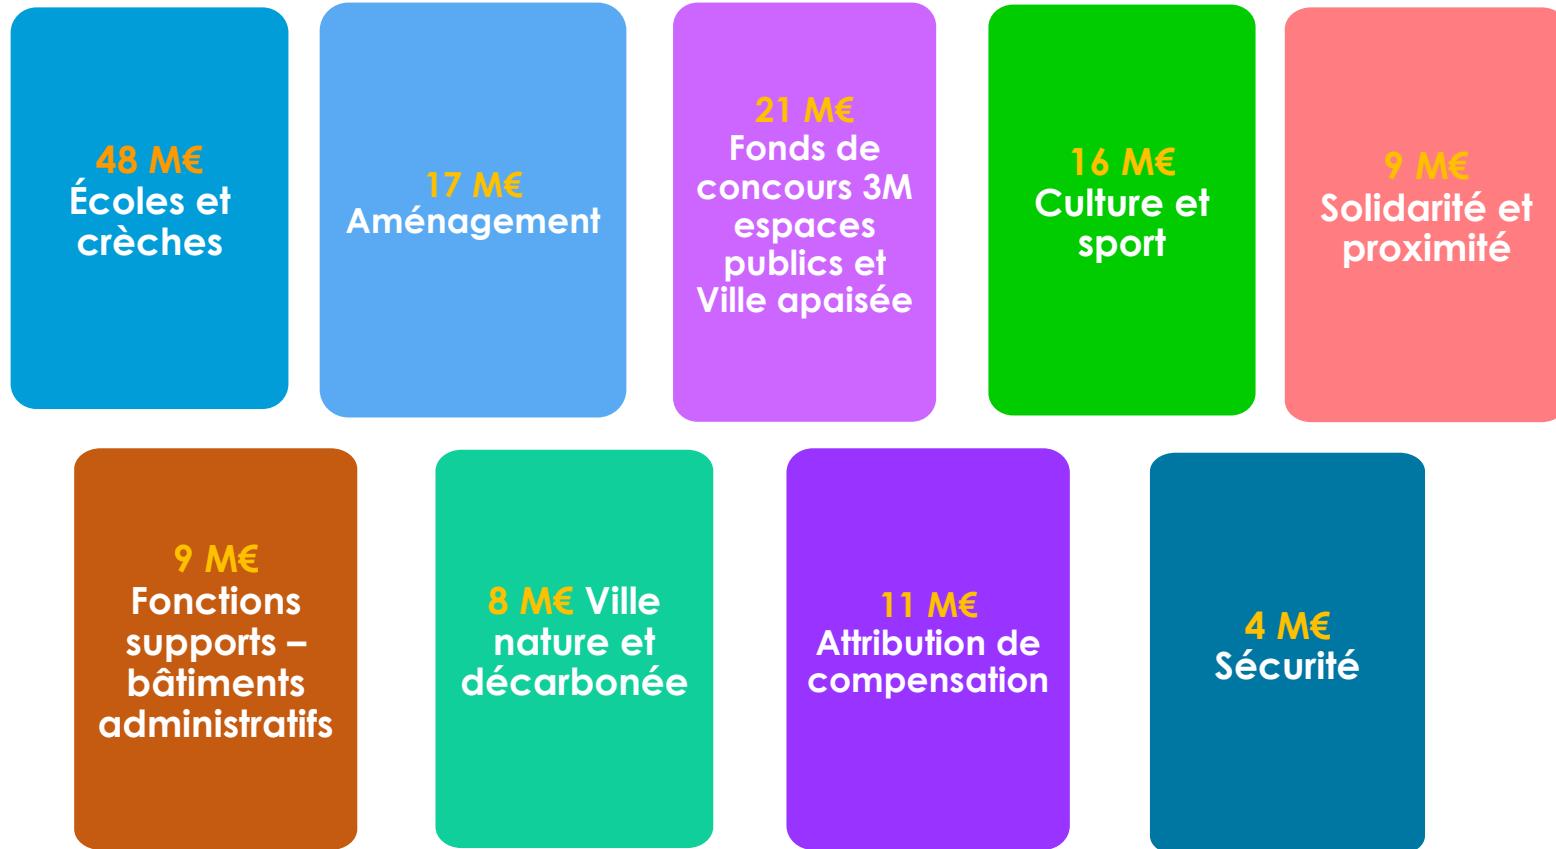 48 M€
Écoles et
crèches
17 M€
Aménagement
21 M€
Fonds de
concours 3M
espaces
publics et
Ville apaisée
16 M€
Culture et
sport
9 M€
Solidarité et
proximité
9 M€
Fonctions
supports –
bâtiments
administratifs
8 M€ Ville
nature et
décarbonée
11 M€
Attribution de
compensation
4 M€
Sécurité